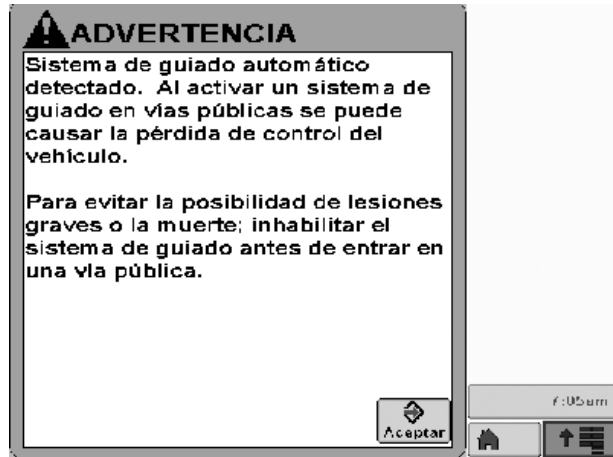 ADVERTENCIA
Sistema de guiado automático
detectado. Al activar un sistema de
guiado en vías públicas se puede
causar la pérdida de control del
vehículo.
Para evitar la posibilidad de lesiones
graves o la muerte; inhabilitar el
sistema de guiado antes de entrar en
una vía pública.
Aceptar
7:05am